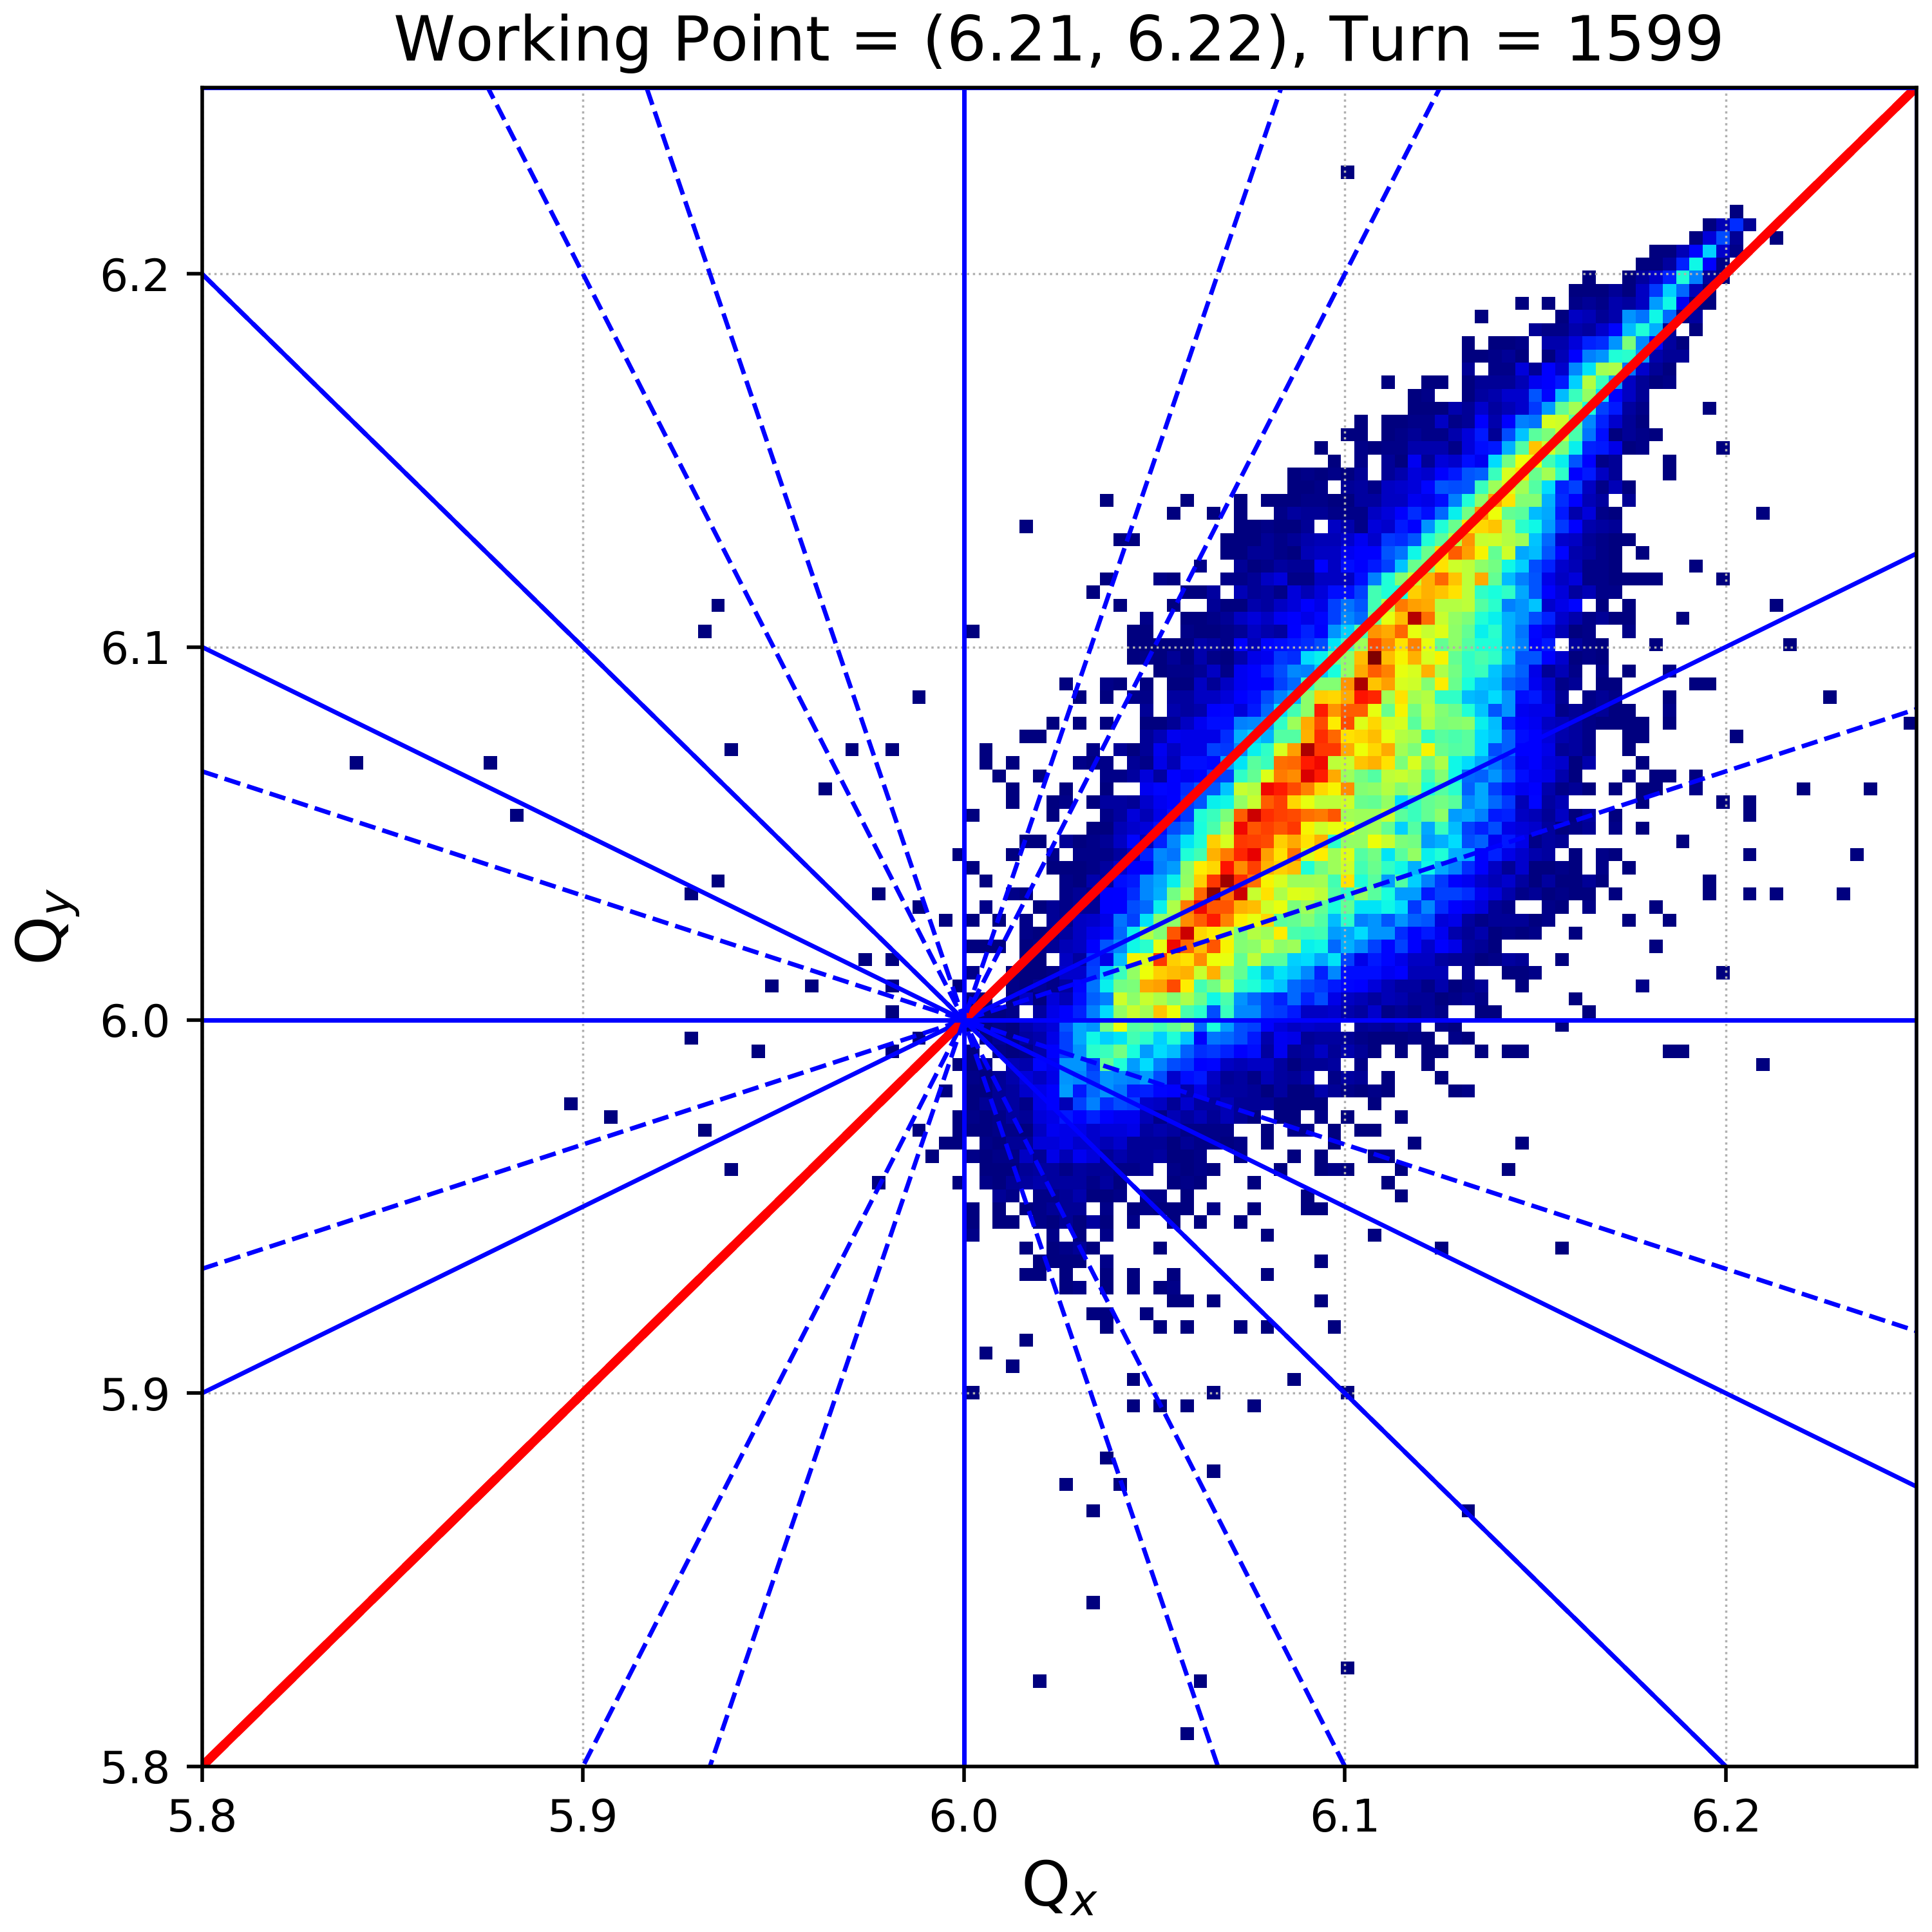 Working Point = (6.21, 6.22), Turn = 1599
6.2
6.1
6.0
5.9
5.8
Qy
5.8 5.9 6.0 6.1 6.2
Qx